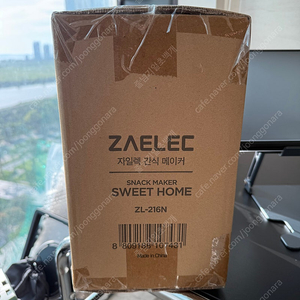 ZAELEC
자일렉 간식 메이커
SNACK MAKER
SWEET HOME
ZL-216N
Made in China